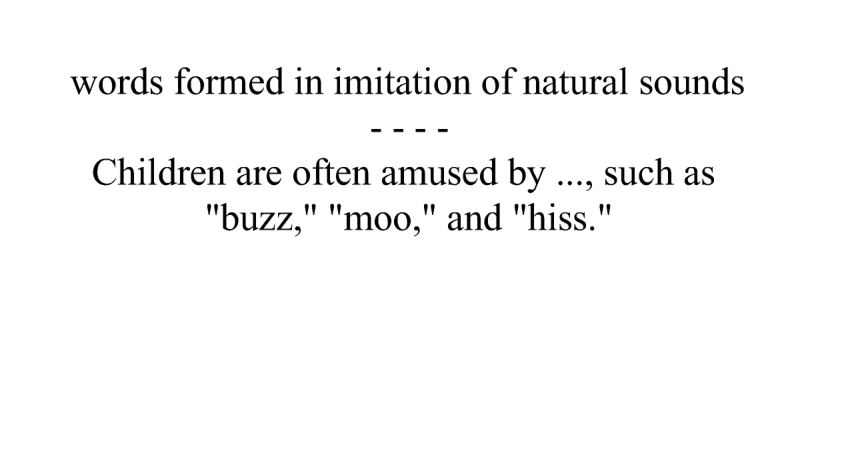 words formed in imitation of natural sounds
- - - -
Children are often amused by ..., such as
"buzz," "moo," and "hiss."